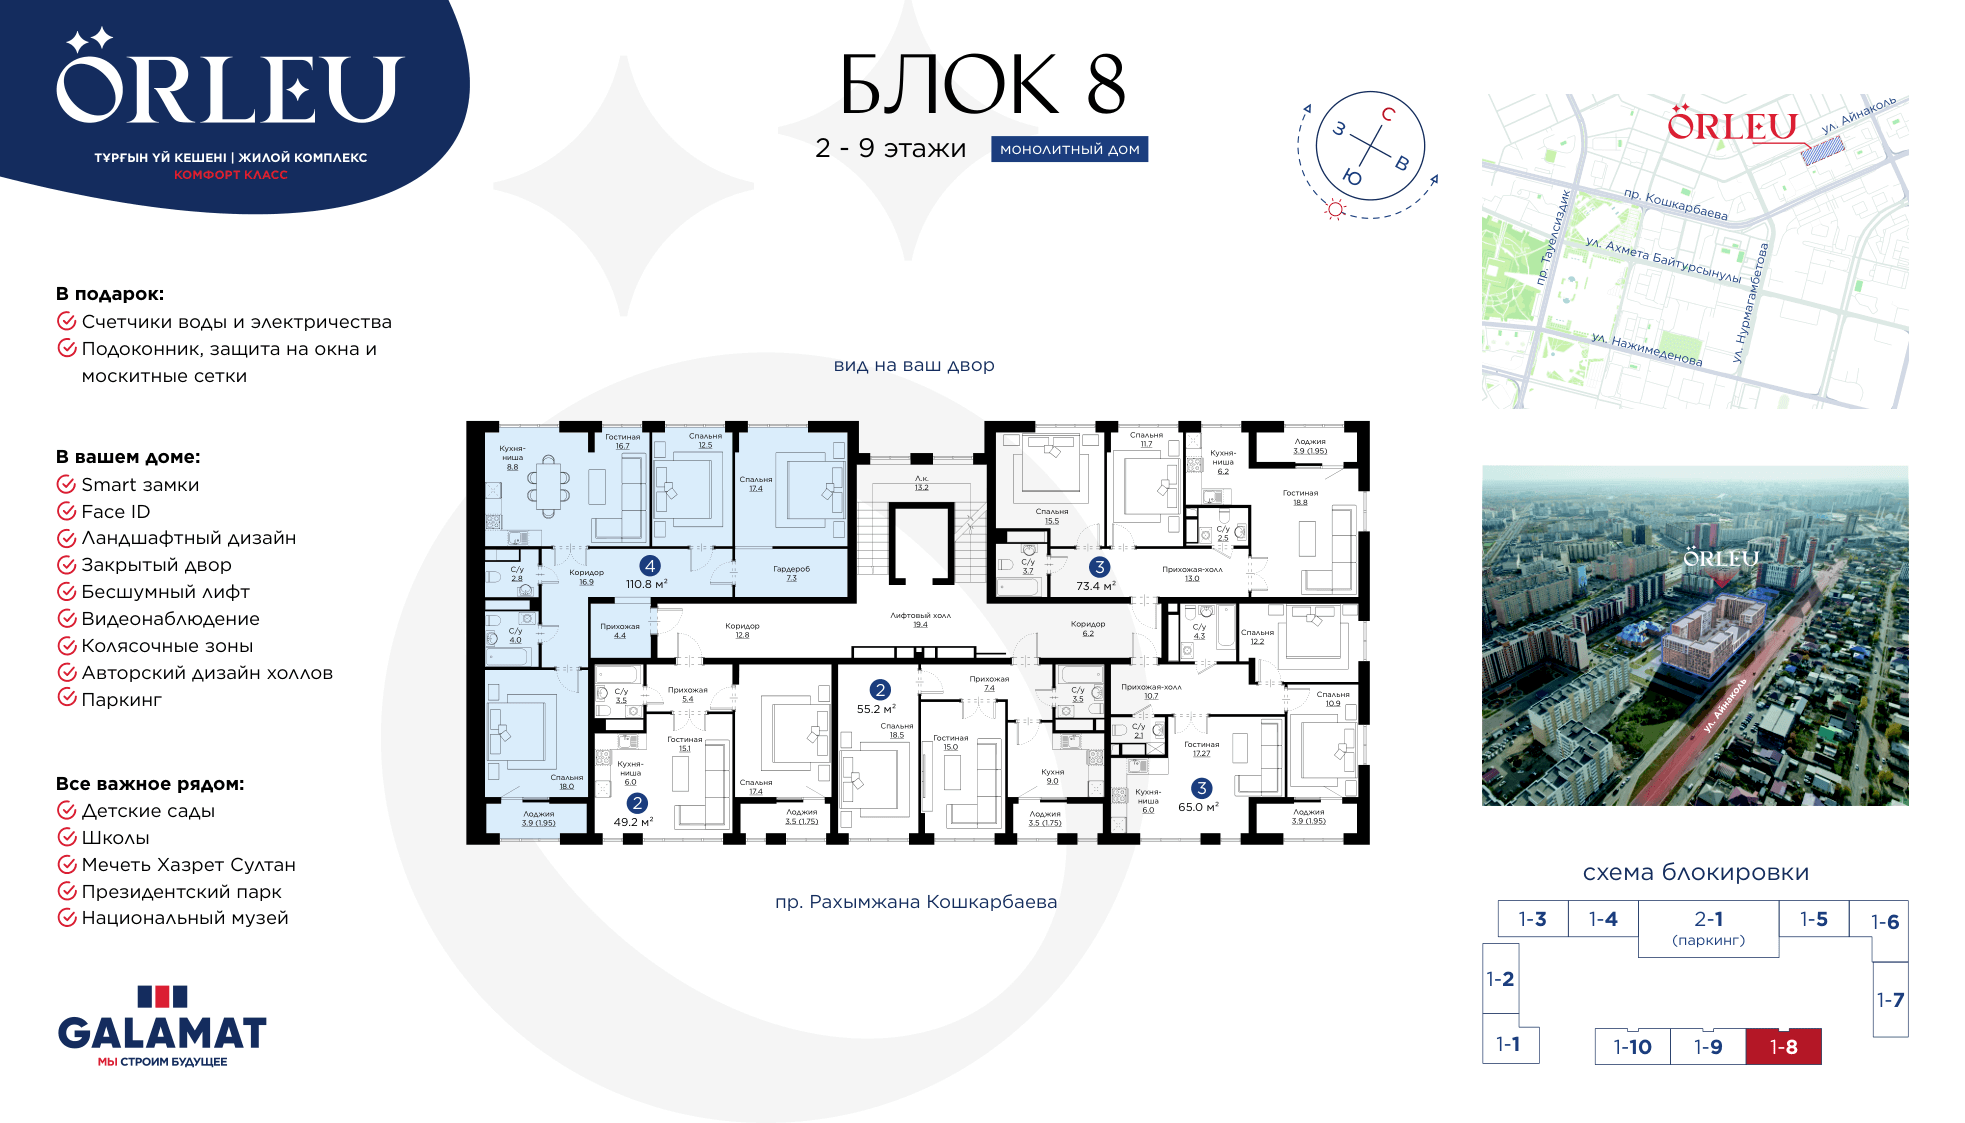 ÖRLEU
ТҰРҒЫН ҮЙ КЕШЕНІ | ЖИЛОЙ КОМПЛЕКС
КОМФОРТ КЛАСС
БЛОК 8
2 - 9 этажи
МОНОЛИТНЫЙ ДОМ
С
З
В
Ю
ÖRLEU
ул. Айнаколь
пр. Кошкарбаева
пр. Тауелсиздик
ул. Ахмета Байтурсынулы
ул. Нурмагамбетова
ул. Нажимеденова
В подарок:
Счетчики воды и электричества
Подоконник, защита на окна и
москитные сетки
В вашем доме:
Smart замки
Face ID
Ландшафтный дизайн
Закрытый двор
Бесшумный лифт
Видеонаблюдение
Колясочные зоны
Авторский дизайн холлов
Паркинг
Все важное рядом:
Детские сады
Школы
Мечеть Хазрет Султан
Президентский парк
Национальный музей
GALAMAT
МЫ СТРОИМ БУДУЩЕЕ
вид на ваш двор
Кухня-
ниша
8.8
Гостиная
16.7
Спальня
12.5
Спальня
17.4
С/у
2.8
Коридор
16.9
4
110.8 м²
Гардероб
7.3
С/у
4.0
Прихожая
4.4
Спальня
18.0
Лоджия
3.9 (1.95)
Л.к.
13.2
Коридор
12.8
Лифтовый холл
19.4
Коридор
6.2
Спальня
15.5
Спальня
11.7
Кухня-
ниша
6.2
Лоджия
3.9 (1.95)
Гостиная
18.8
С/у
2.5
С/у
3.7
3
73.4 м²
Прихожая-холл
13.0
С/у
3.5
Прихожая
5.4
Гостиная
15.1
Кухня-
ниша
6.0
2
49.2 м²
Спальня
17.4
Лоджия
3.5 (1.75)
2
55.2 м²
Спальня
18.5
Прихожая
7.4
Гостиная
15.0
С/у
3.5
Кухня
9.0
Лоджия
3.5 (1.75)
С/у
4.3
Спальня
12.2
Прихожая-холл
10.7
Спальня
10.9
С/у
2.1
Гостиная
17.27
Кухня-
ниша
6.0
3
65.0 м²
Лоджия
3.9 (1.95)
пр. Рахымжана Кошкарбаева
ÖRLEU
ул. Айнаколь
схема блокировки
1-3
1-4
2-1
(паркинг)
1-5
1-6
1-2
1-7
1-1
1-10
1-9
1-8